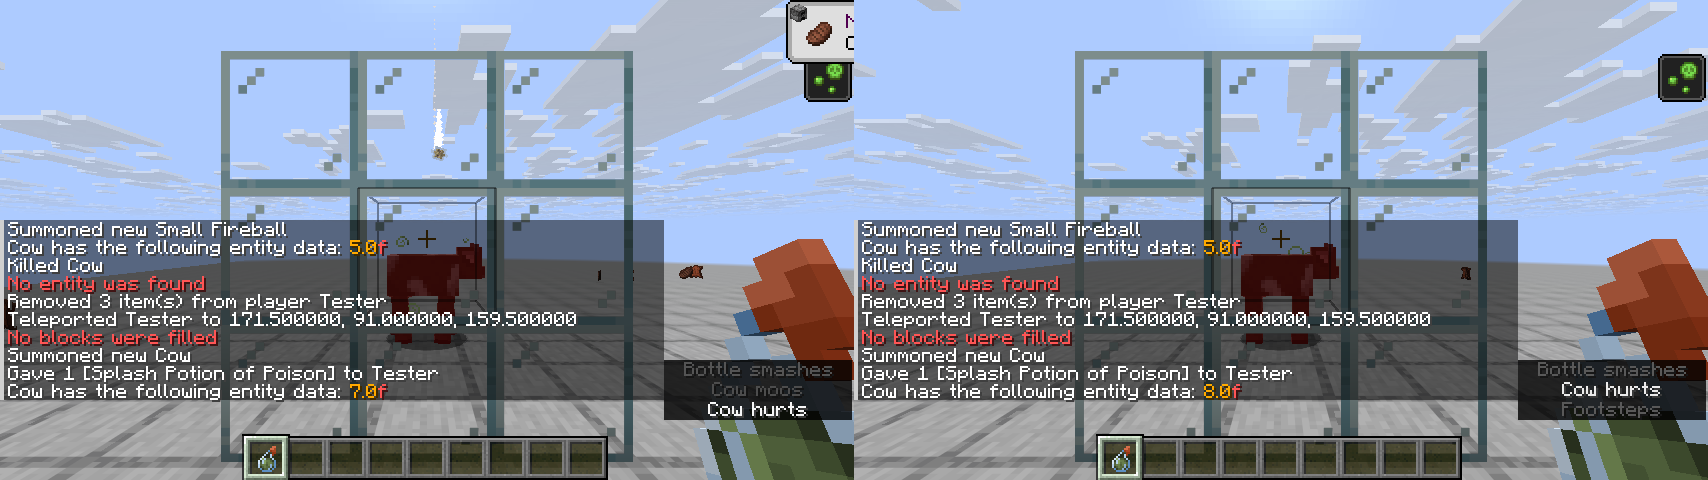 Summoned new Small Fireball
Cow has the following entity data: 5.0f
Killed Cow
No entity was found
Removed 3 item(s) from player Tester
Teleported Tester to 171.500000, 91.000000, 159.500000
No blocks were filled
Summoned new Cow
Gave 1 [Splash Potion of Poison] to Tester
Cow has the following entity data: 7.0f
Bottle smashes
Cow moos
Cow hurts
Summoned new Small Fireball
Cow has the following entity data: 5.0f
Killed Cow
No entity was found
Removed 3 item(s) from player Tester
Teleported Tester to 171.500000, 91.000000, 159.500000
No blocks were filled
Summoned new Cow
Gave 1 [Splash Potion of Poison] to Tester
Cow has the following entity data: 8.0f
Bottle smashes
Cow hurts
Footsteps